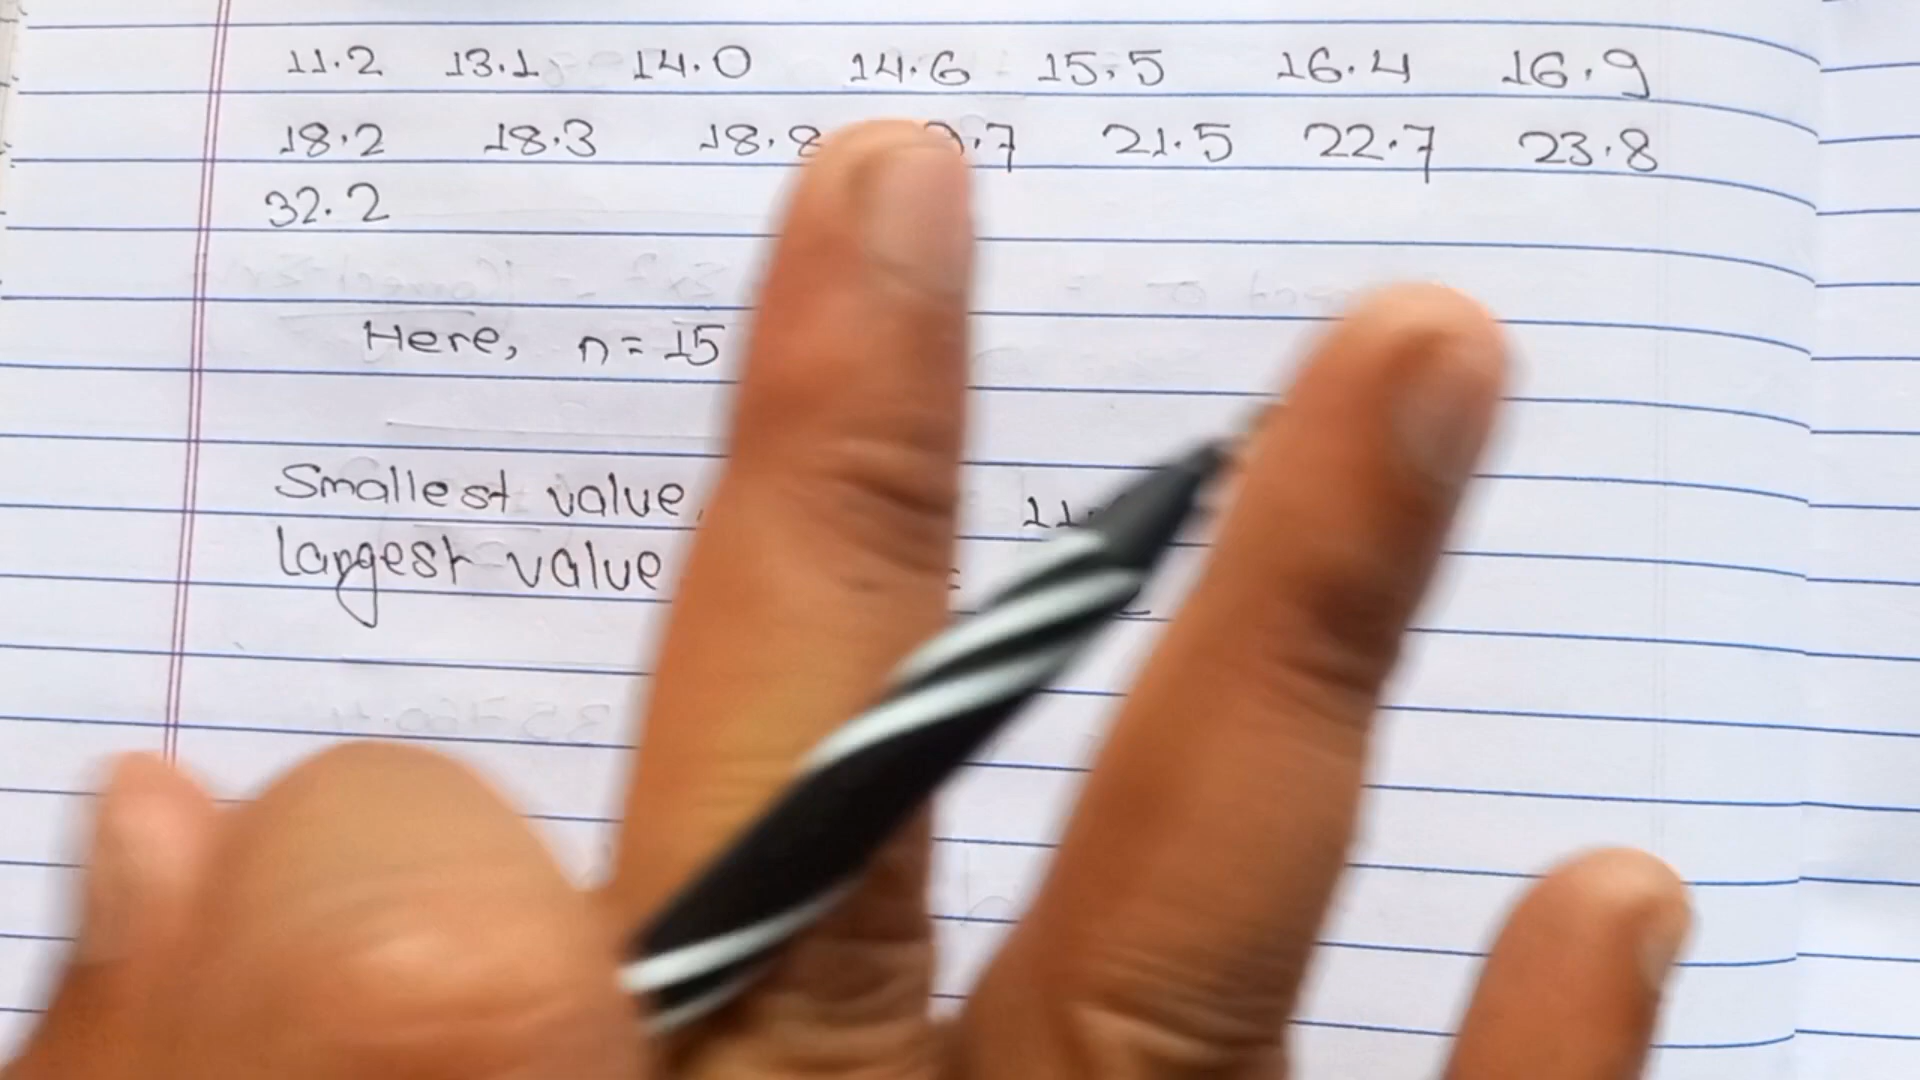 11.2 13.1 14.0 14.6 15.5 16.4 16.9
18.2 18.3 18.8 21.5 22.7 23.8
32.2
Here, n = 15
Smallest value,
largest value =